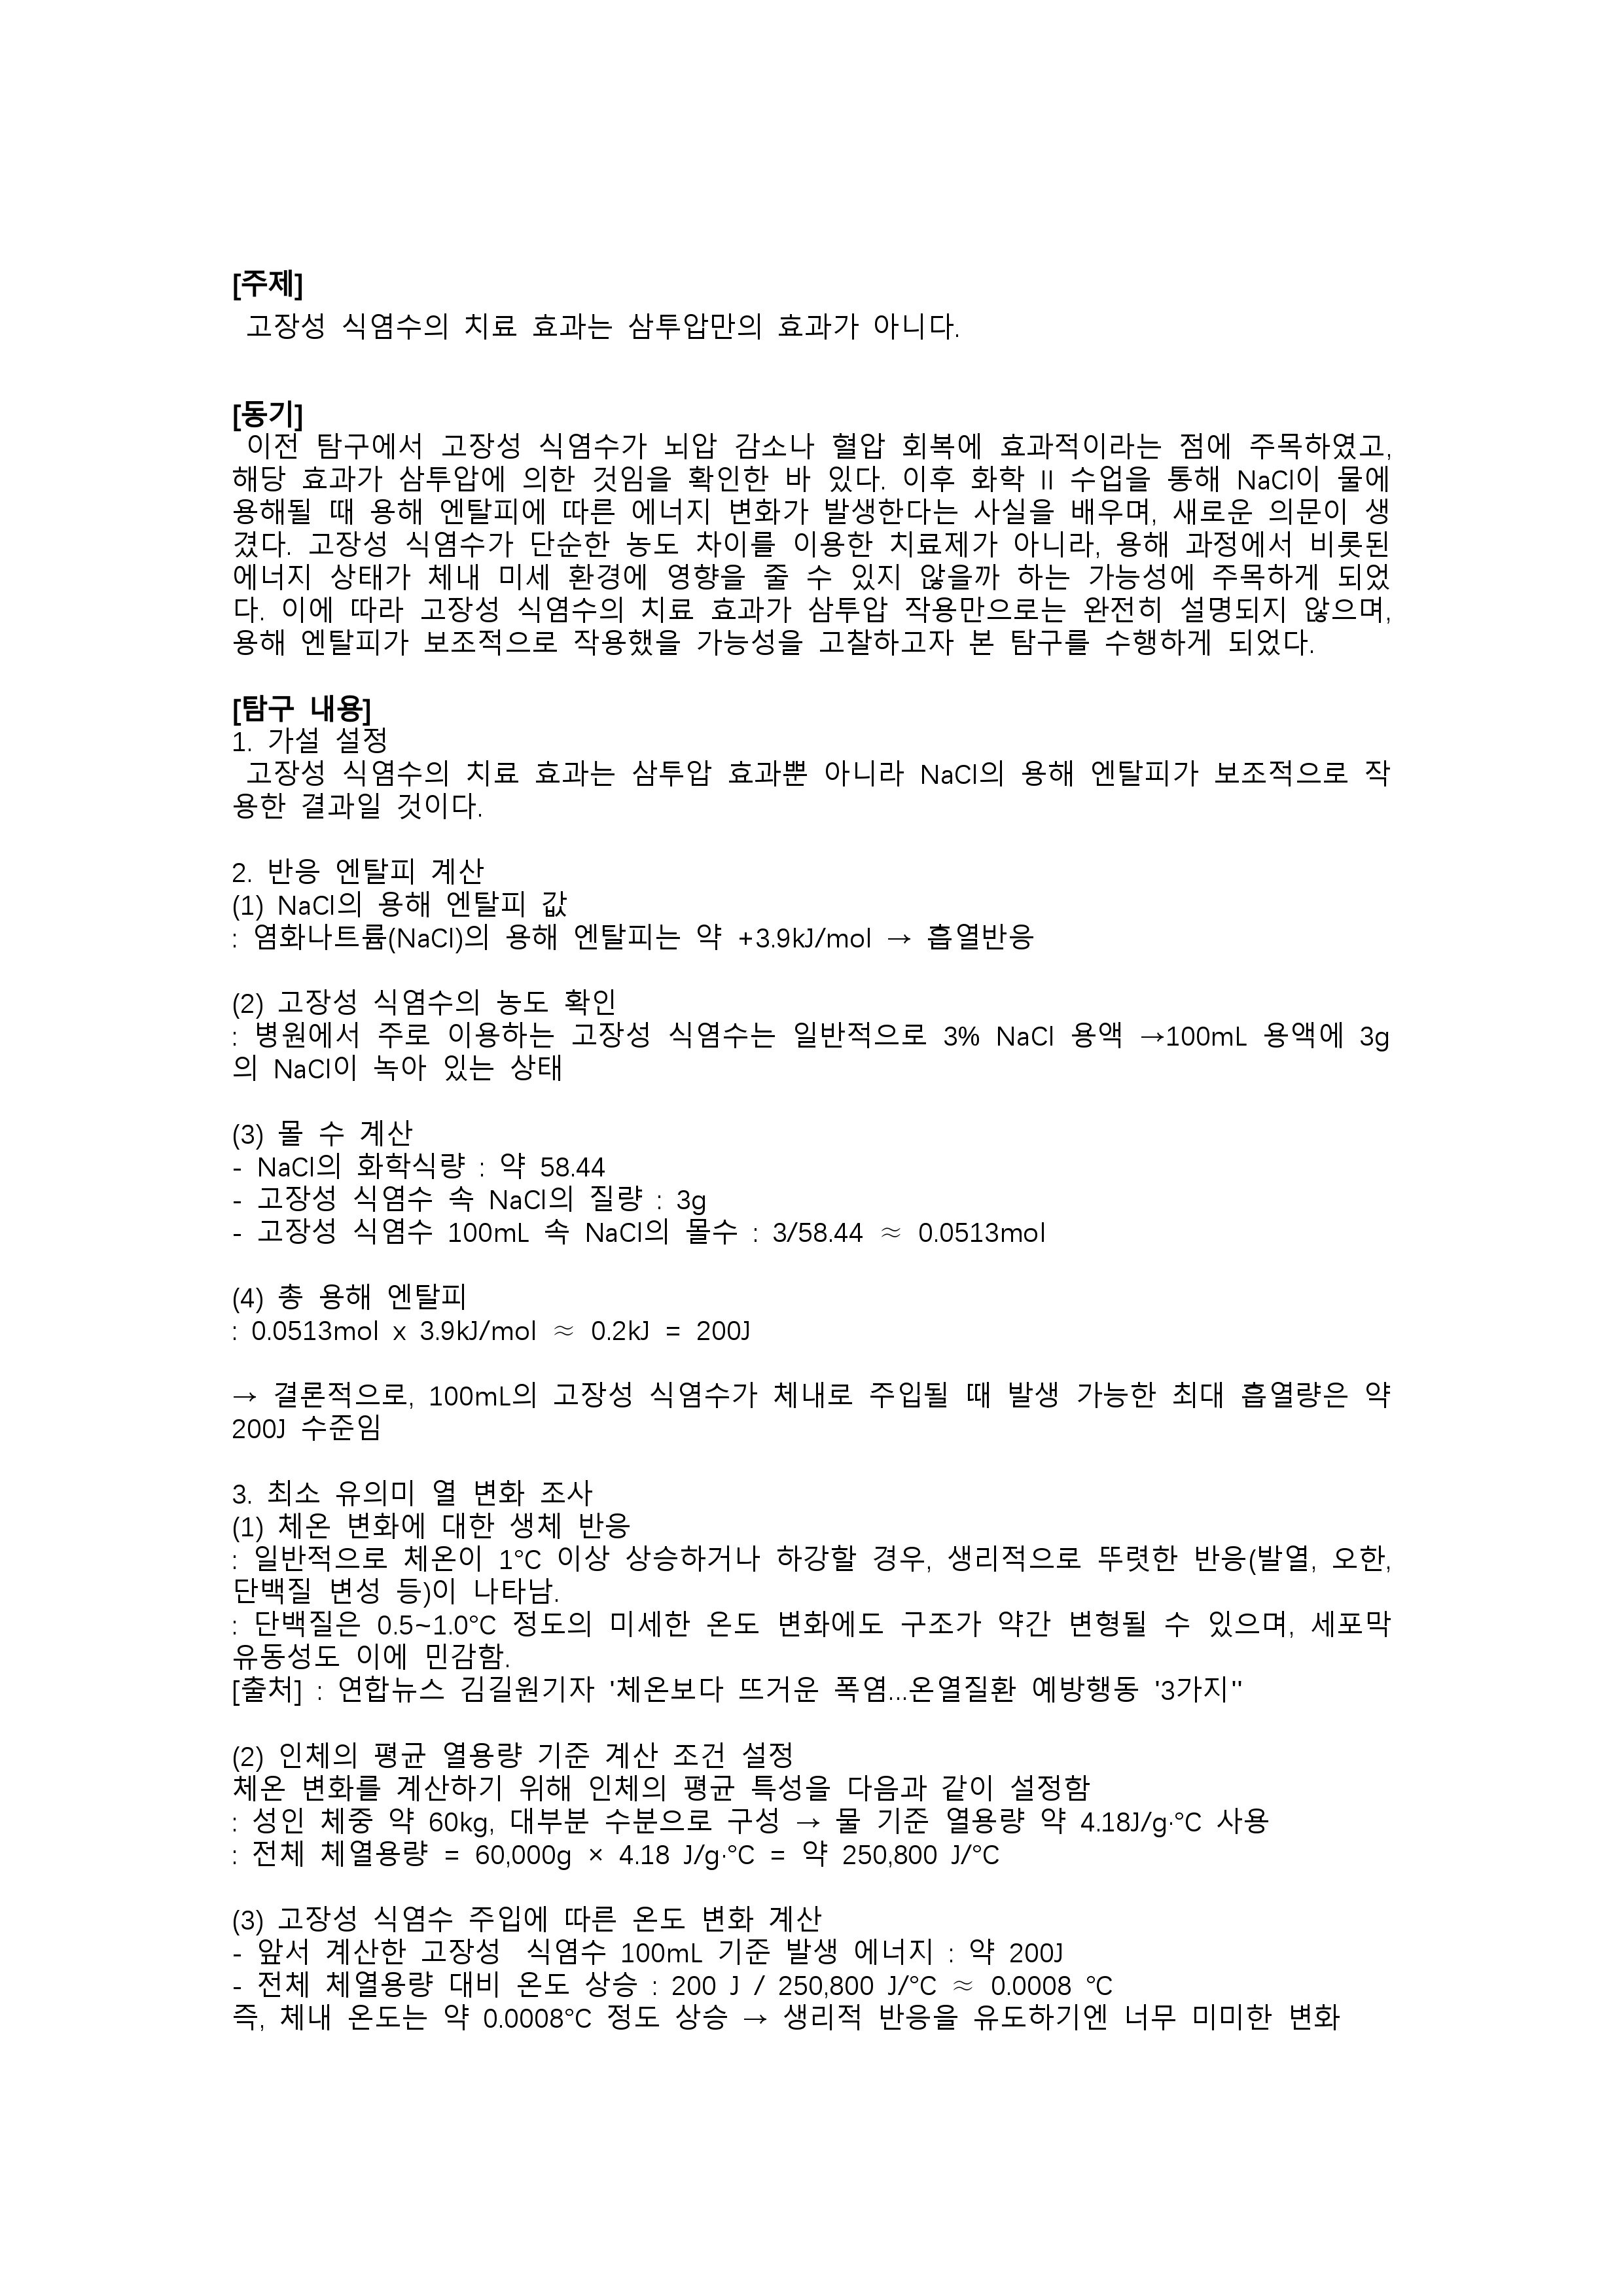 [주제]
고장성 식염수의 치료 효과는 삼투압만의 효과가 아니다.
[동기]
이전 탐구에서 고장성 식염수가 뇌압 감소나 혈압 회복에 효과적이라는 점에 주목하였고,
해당 효과가 삼투압에 의한 것임을 확인한 바 있다. 이후 화학 II 수업을 통해 NaCl이 물에
용해될 때 용해 엔탈피에 따른 에너지 변화가 발생한다는 사실을 배우며, 새로운 의문이 생
겼다. 고장성 식염수가 단순한 농도 차이를 이용한 치료제가 아니라, 용해 과정에서 비롯된
에너지 상태가 체내 미세 환경에 영향을 줄 수 있지 않을까 하는 가능성에 주목하게 되었
다. 이에 따라 고장성 식염수의 치료 효과가 삼투압 작용만으로는 완전히 설명되지 않으며,
용해 엔탈피가 보조적으로 작용했을 가능성을 고찰하고자 본 탐구를 수행하게 되었다.
[탐구 내용]
1. 가설 설정
고장성 식염수의 치료 효과는 삼투압 효과뿐 아니라 NaCl의 용해 엔탈피가 보조적으로 작
용한 결과일 것이다.
2. 반응 엔탈피 계산
(1) NaCl의 용해 엔탈피 값
: 염화나트륨(NaCl)의 용해 엔탈피는 약 +3.9kJ/mol → 흡열반응
(2) 고장성 식염수의 농도 확인
: 병원에서 주로 이용하는 고장성 식염수는 일반적으로 3% NaCl 용액 →100mL 용액에 3g
의 NaCl이 녹아 있는 상태
(3) 몰 수 계산
- NaCl의 화학식량 : 약 58.44
- 고장성 식염수 속 NaCl의 질량 : 3g
- 고장성 식염수 100mL 속 NaCl의 몰수 : 3/58.44 ≈ 0.0513mol
(4) 총 용해 엔탈피
: 0.0513mol x 3.9kJ/mol ≈ 0.2kJ = 200J
→ 결론적으로, 100mL의 고장성 식염수가 체내로 주입될 때 발생 가능한 최대 흡열량은 약
200J 수준임
3. 최소 유의미 열 변화 조사
(1) 체온 변화에 대한 생체 반응
: 일반적으로 체온이 1°C 이상 상승하거나 하강할 경우, 생리적으로 뚜렷한 반응(발열, 오한,
단백질 변성 등)이 나타남.
: 단백질은 0.5~1.0°C 정도의 미세한 온도 변화에도 구조가 약간 변형될 수 있으며, 세포막
유동성도 이에 민감함.
[출처] : 연합뉴스 김길원기자 '체온보다 뜨거운 폭염...온열질환 예방행동 '3가지''
(2) 인체의 평균 열용량 기준 계산 조건 설정
체온 변화를 계산하기 위해 인체의 평균 특성을 다음과 같이 설정함
: 성인 체중 약 60kg, 대부분 수분으로 구성 → 물 기준 열용량 약 4.18J/g·°C 사용
: 전체 체열용량 = 60,000g × 4.18 J/g·°C = 약 250,800 J/°C
(3) 고장성 식염수 주입에 따른 온도 변화 계산
- 앞서 계산한 고장성 식염수 100mL 기준 발생 에너지 : 약 200J
- 전체 체열용량 대비 온도 상승 : 200 J / 250,800 J/°C ≈ 0.0008 °C
즉, 체내 온도는 약 0.0008°C 정도 상승 → 생리적 반응을 유도하기엔 너무 미미한 변화